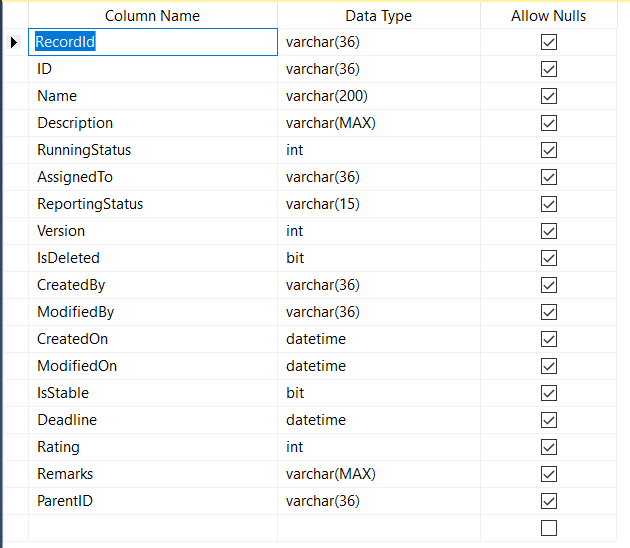 Column Name Data Type Allow Nulls
RecordId varchar(36)
ID varchar(36)
Name varchar(200)
Description varchar(MAX)
RunningStatus int
AssignedTo varchar(36)
ReportingStatus varchar(15)
Version int
IsDeleted bit
CreatedBy varchar(36)
ModifiedBy varchar(36)
CreatedOn datetime
ModifiedOn datetime
IsStable bit
Deadline datetime
Rating int
Remarks varchar(MAX)
ParentID varchar(36)